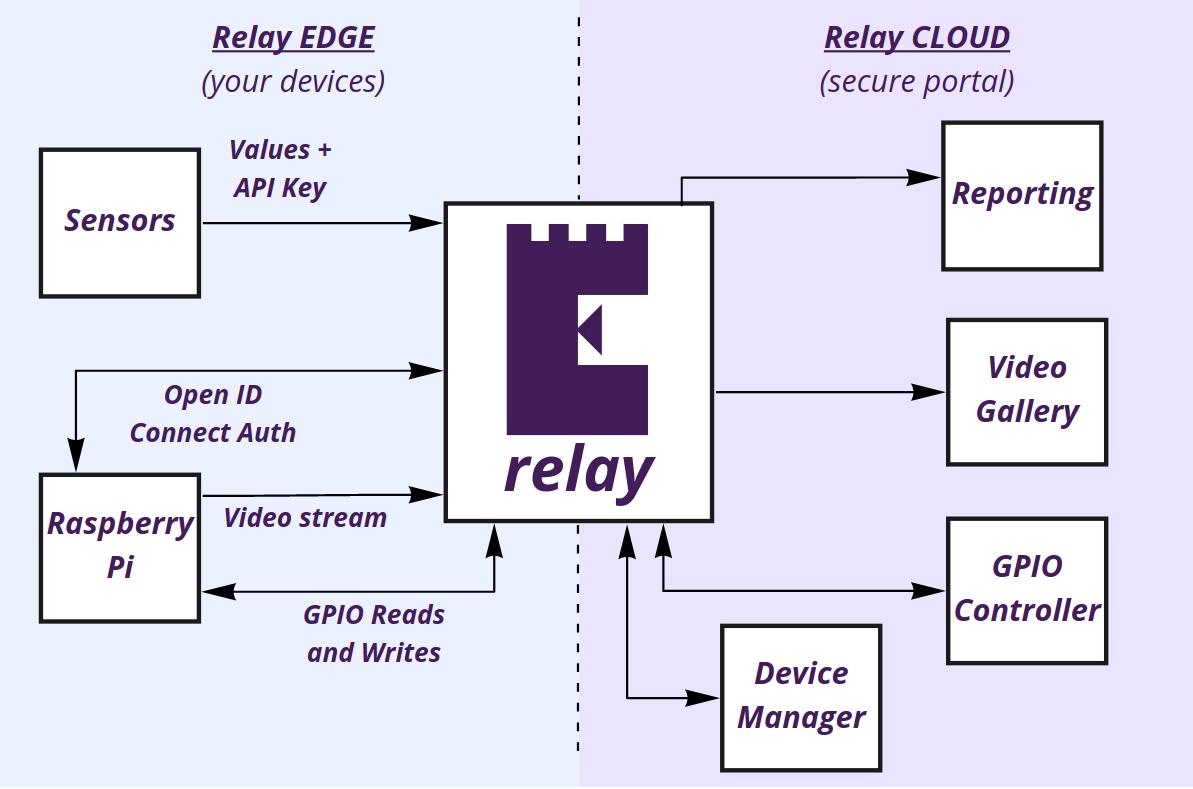 Relay EDGE
(your devices)
Relay CLOUD
(secure portal)
Values +
API Key
Sensors
Reporting
Open ID
Connect Auth
Video
Gallery
relay
Raspberry
Pi
Video stream
GPIO Reads
and Writes
GPIO
Controller
Device
Manager